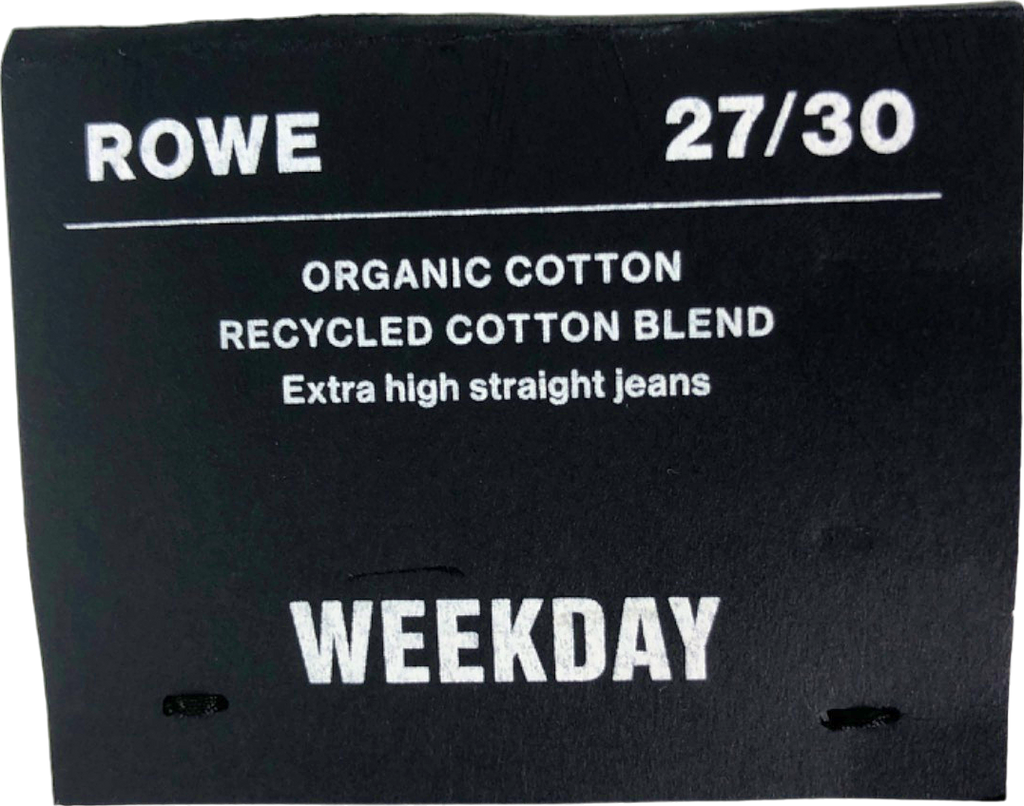 ROWE 27/30
ORGANIC COTTON
RECYCLED COTTON BLEND
Extra high straight jeans
WEEKDAY